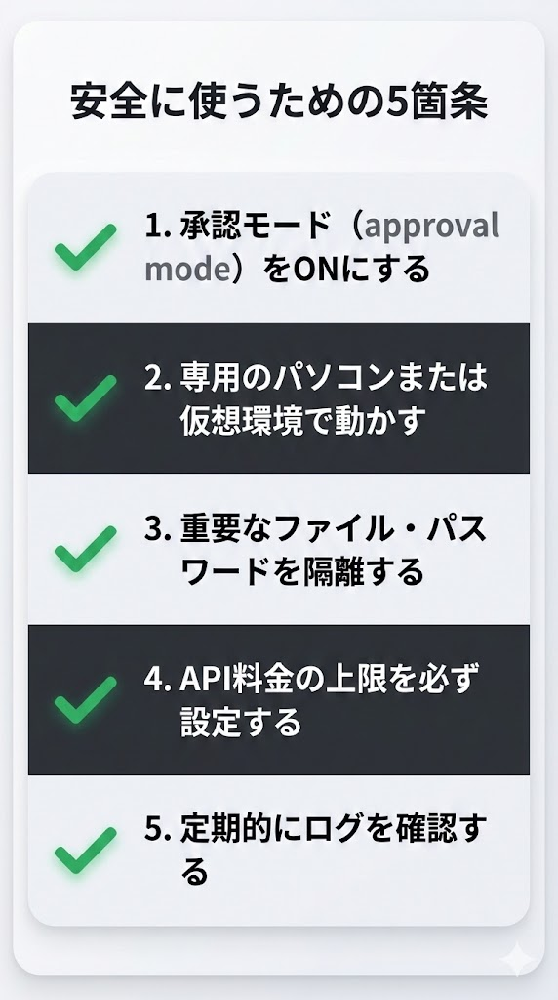 安全に使うための5箇条
1. 承認モード（approval
mode）をONにする
2. 専用のパソコンまたは
仮想環境で動かす
3. 重要なファイル・パス
ワードを隔離する
4. API料金の上限を必ず
設定する
5. 定期的にログを確認す
る